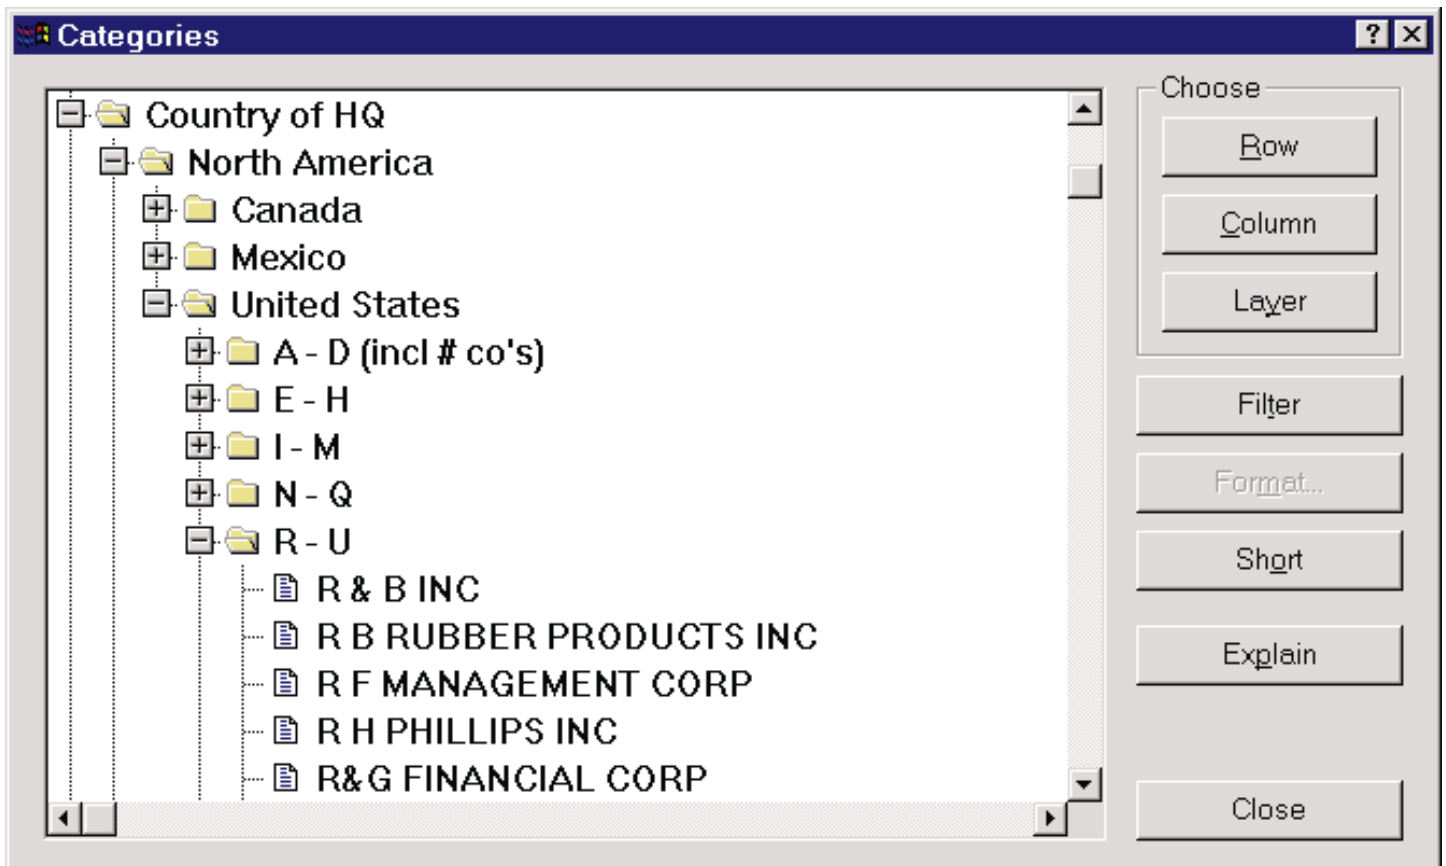 Categories
Country of HQ
North America
Canada
Mexico
United States
A - D (incl # co's)
E - H
I - M
N - Q
R - U
R & B INC
R B RUBBER PRODUCTS INC
R F MANAGEMENT CORP
R H PHILLIPS INC
R&G FINANCIAL CORP
Choose
Row
Column
Layer
Filter
Format...
Short
Explain
Close